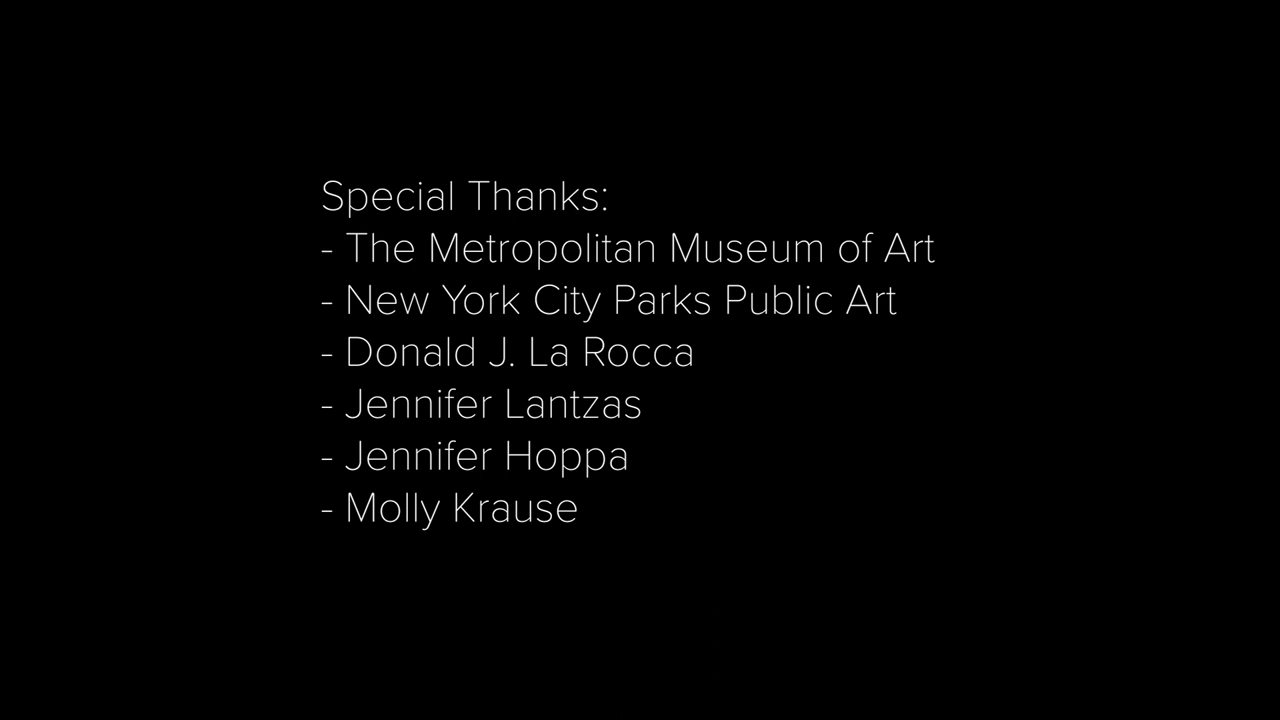 Special Thanks:
- The Metropolitan Museum of Art
- New York City Parks Public Art
- Donald J. La Rocca
- Jennifer Lantzas
- Jennifer Hoppa
- Molly Krause